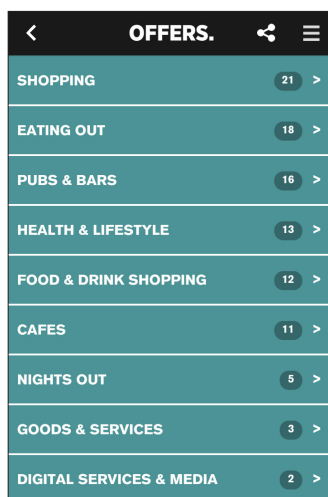 OFFERS.
SHOPPING 21 >
EATING OUT 18 >
PUBS & BARS 16 >
HEALTH & LIFESTYLE 13 >
FOOD & DRINK SHOPPING 12 >
CAFES 11 >
NIGHTS OUT 5 >
GOODS & SERVICES 3 >
DIGITAL SERVICES & MEDIA 2 >